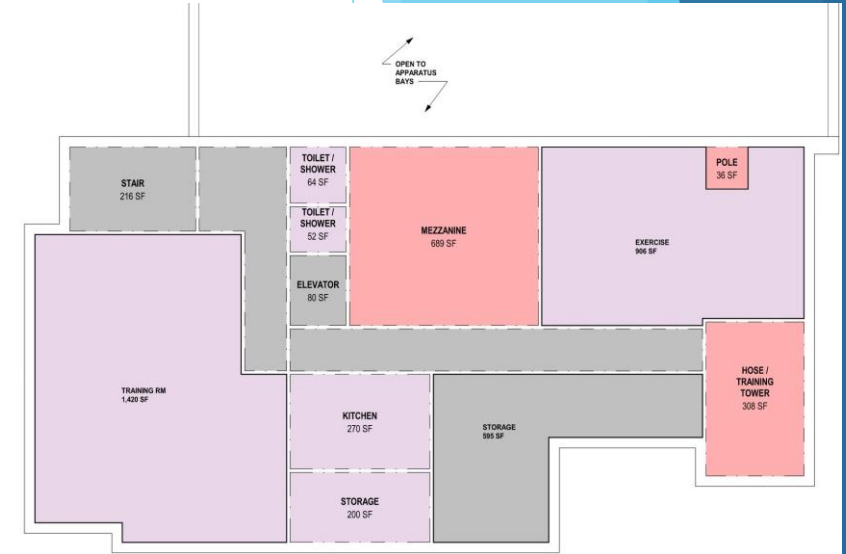 OPEN TO
APPARATUS
BAYS
STAIR
216 SF
TOILET /
SHOWER
64 SF
TOILET /
SHOWER
52 SF
ELEVATOR
80 SF
MEZZANINE
689 SF
POLE
36 SF
EXERCISE
906 SF
TRAINING RM
1,420 SF
KITCHEN
270 SF
STORAGE
200 SF
STORAGE
595 SF
HOSE /
TRAINING
TOWER
308 SF